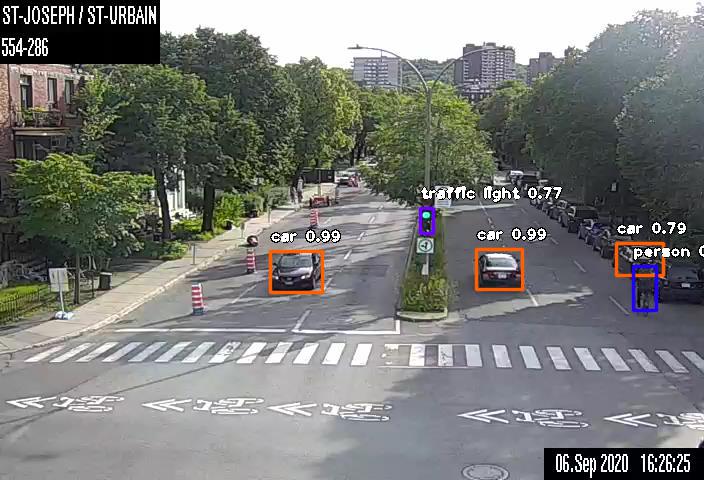 ST-JOSEPH / ST-URBAIN
554-286
traffic light 0.77
car 0.99
car 0.99
car 0.79
person 0
06.Sep 2020 16:26:25